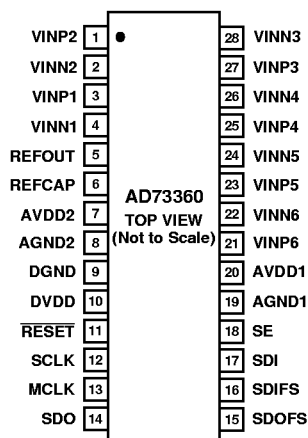 VINP2 1 28 VINN3
VINN2 2 27 VINP3
VINP1 3 26 VINN4
VINN1 4 25 VINP4
REFOUT 5 24 VINN5
REFCAP 6 23 VINP5
AD73360
AVDD2 7 22 VINN6
TOP VIEW
(Not to Scale)
AGND2 8 21 VINP6
DGND 9 20 AVDD1
DVDD 10 19 AGND1
RESET 11 18 SE
SCLK 12 17 SDI
MCLK 13 16 SDIFS
SDO 14 15 SDOFS